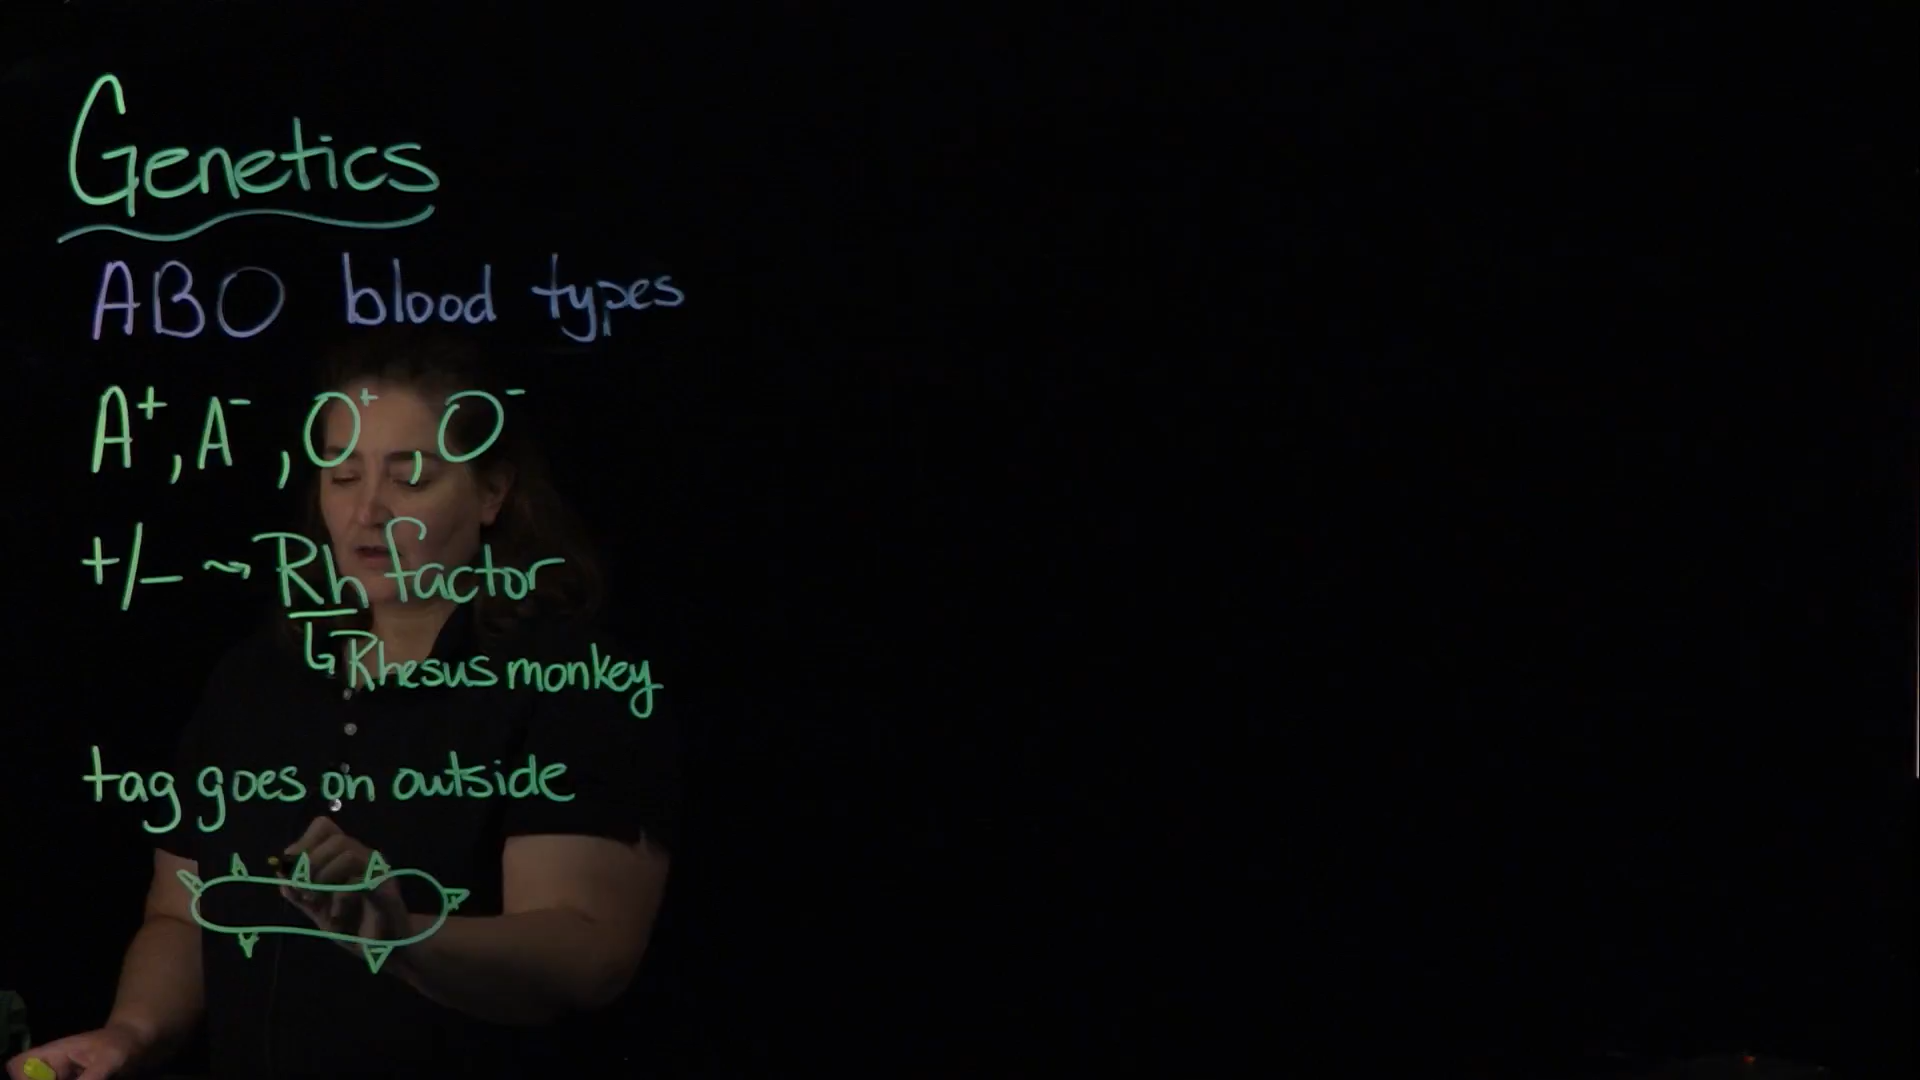 Genetics
ABO blood types
A⁺, A⁻, O⁺, O⁻
+/- ⤳ Rh factor
↳ Rhesus monkey
tag goes on outside
A A A A A A A